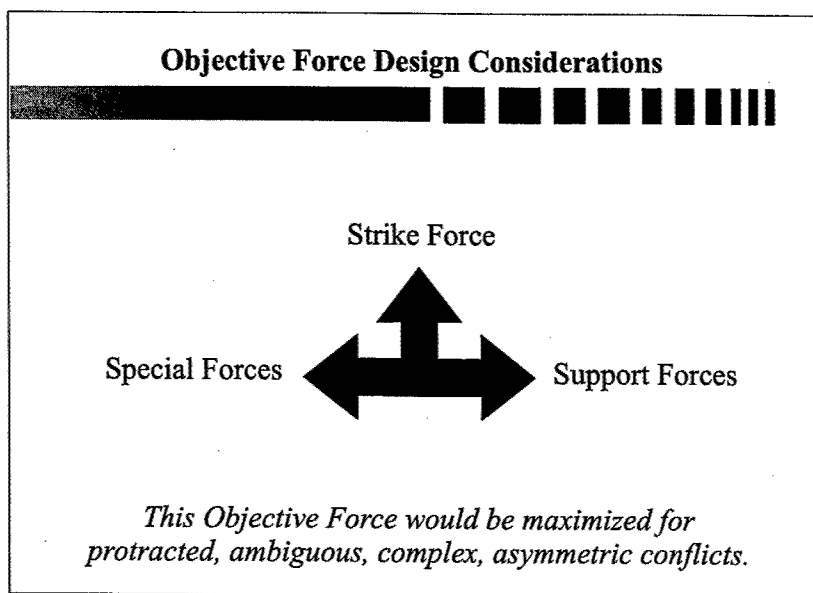 Objective Force Design Considerations
Strike Force
Special Forces
Support Forces
This Objective Force would be maximized for
protracted, ambiguous, complex, asymmetric conflicts.